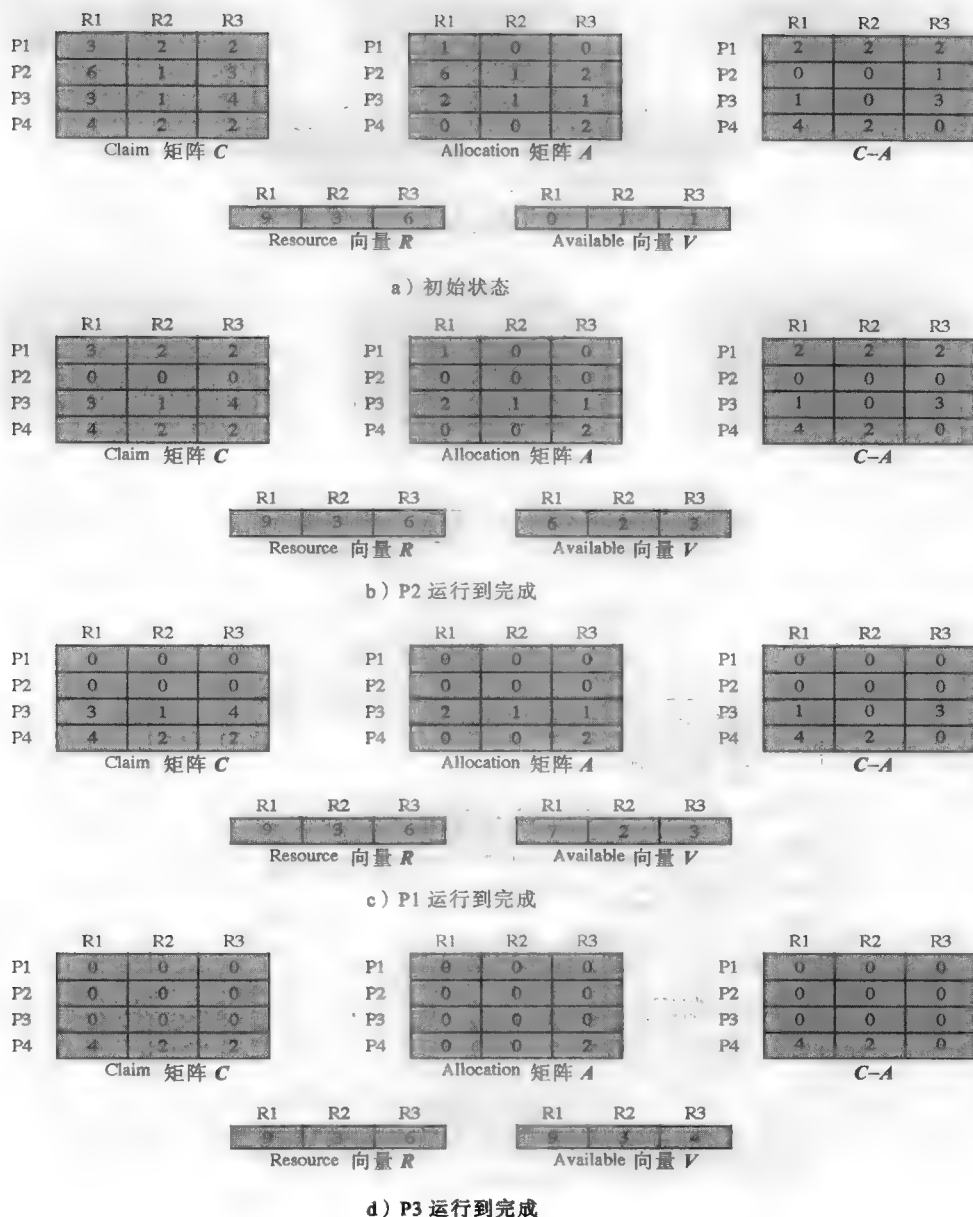 R1 R2 R3 R1 R2 R3 R1 R2 R3
P1 3 2 2 P1 1 0 0 P1 2 2 2
P2 6 1 3 P2 6 1 2 P2 0 0 1
P3 3 1 4 P3 2 1 1 P3 1 0 3
P4 4 2 2 P4 0 0 2 P4 4 2 0
Claim 矩阵 C Allocation 矩阵 A C-A
R1 R2 R3 R1 R2 R3
9 3 6 0 1 1
Resource 向量 R Available 向量 V
a）初始状态
R1 R2 R3 R1 R2 R3 R1 R2 R3
P1 3 2 2 P1 1 0 0 P1 2 2 2
P2 0 0 0 P2 0 0 0 P2 0 0 0
P3 3 1 4 P3 2 1 1 P3 1 0 3
P4 4 2 2 P4 0 0 2 P4 4 2 0
Claim 矩阵 C Allocation 矩阵 A C-A
R1 R2 R3 R1 R2 R3
9 3 6 6 2 3
Resource 向量 R Available 向量 V
b）P2 运行到完成
R1 R2 R3 R1 R2 R3 R1 R2 R3
P1 0 0 0 P1 0 0 0 P1 0 0 0
P2 0 0 0 P2 0 0 0 P2 0 0 0
P3 3 1 4 P3 2 1 1 P3 1 0 3
P4 4 2 2 P4 0 0 2 P4 4 2 0
Claim 矩阵 C Allocation 矩阵 A C-A
R1 R2 R3 R1 R2 R3
9 3 6 7 2 3
Resource 向量 R Available 向量 V
c）P1 运行到完成
R1 R2 R3 R1 R2 R3 R1 R2 R3
P1 0 0 0 P1 0 0 0 P1 0 0 0
P2 0 0 0 P2 0 0 0 P2 0 0 0
P3 0 0 0 P3 0 0 0 P3 0 0 0
P4 4 2 2 P4 0 0 2 P4 4 2 0
Claim 矩阵 C Allocation 矩阵 A C-A
R1 R2 R3 R1 R2 R3
9 3 6 9 3 4
Resource 向量 R Available 向量 V
d）P3 运行到完成